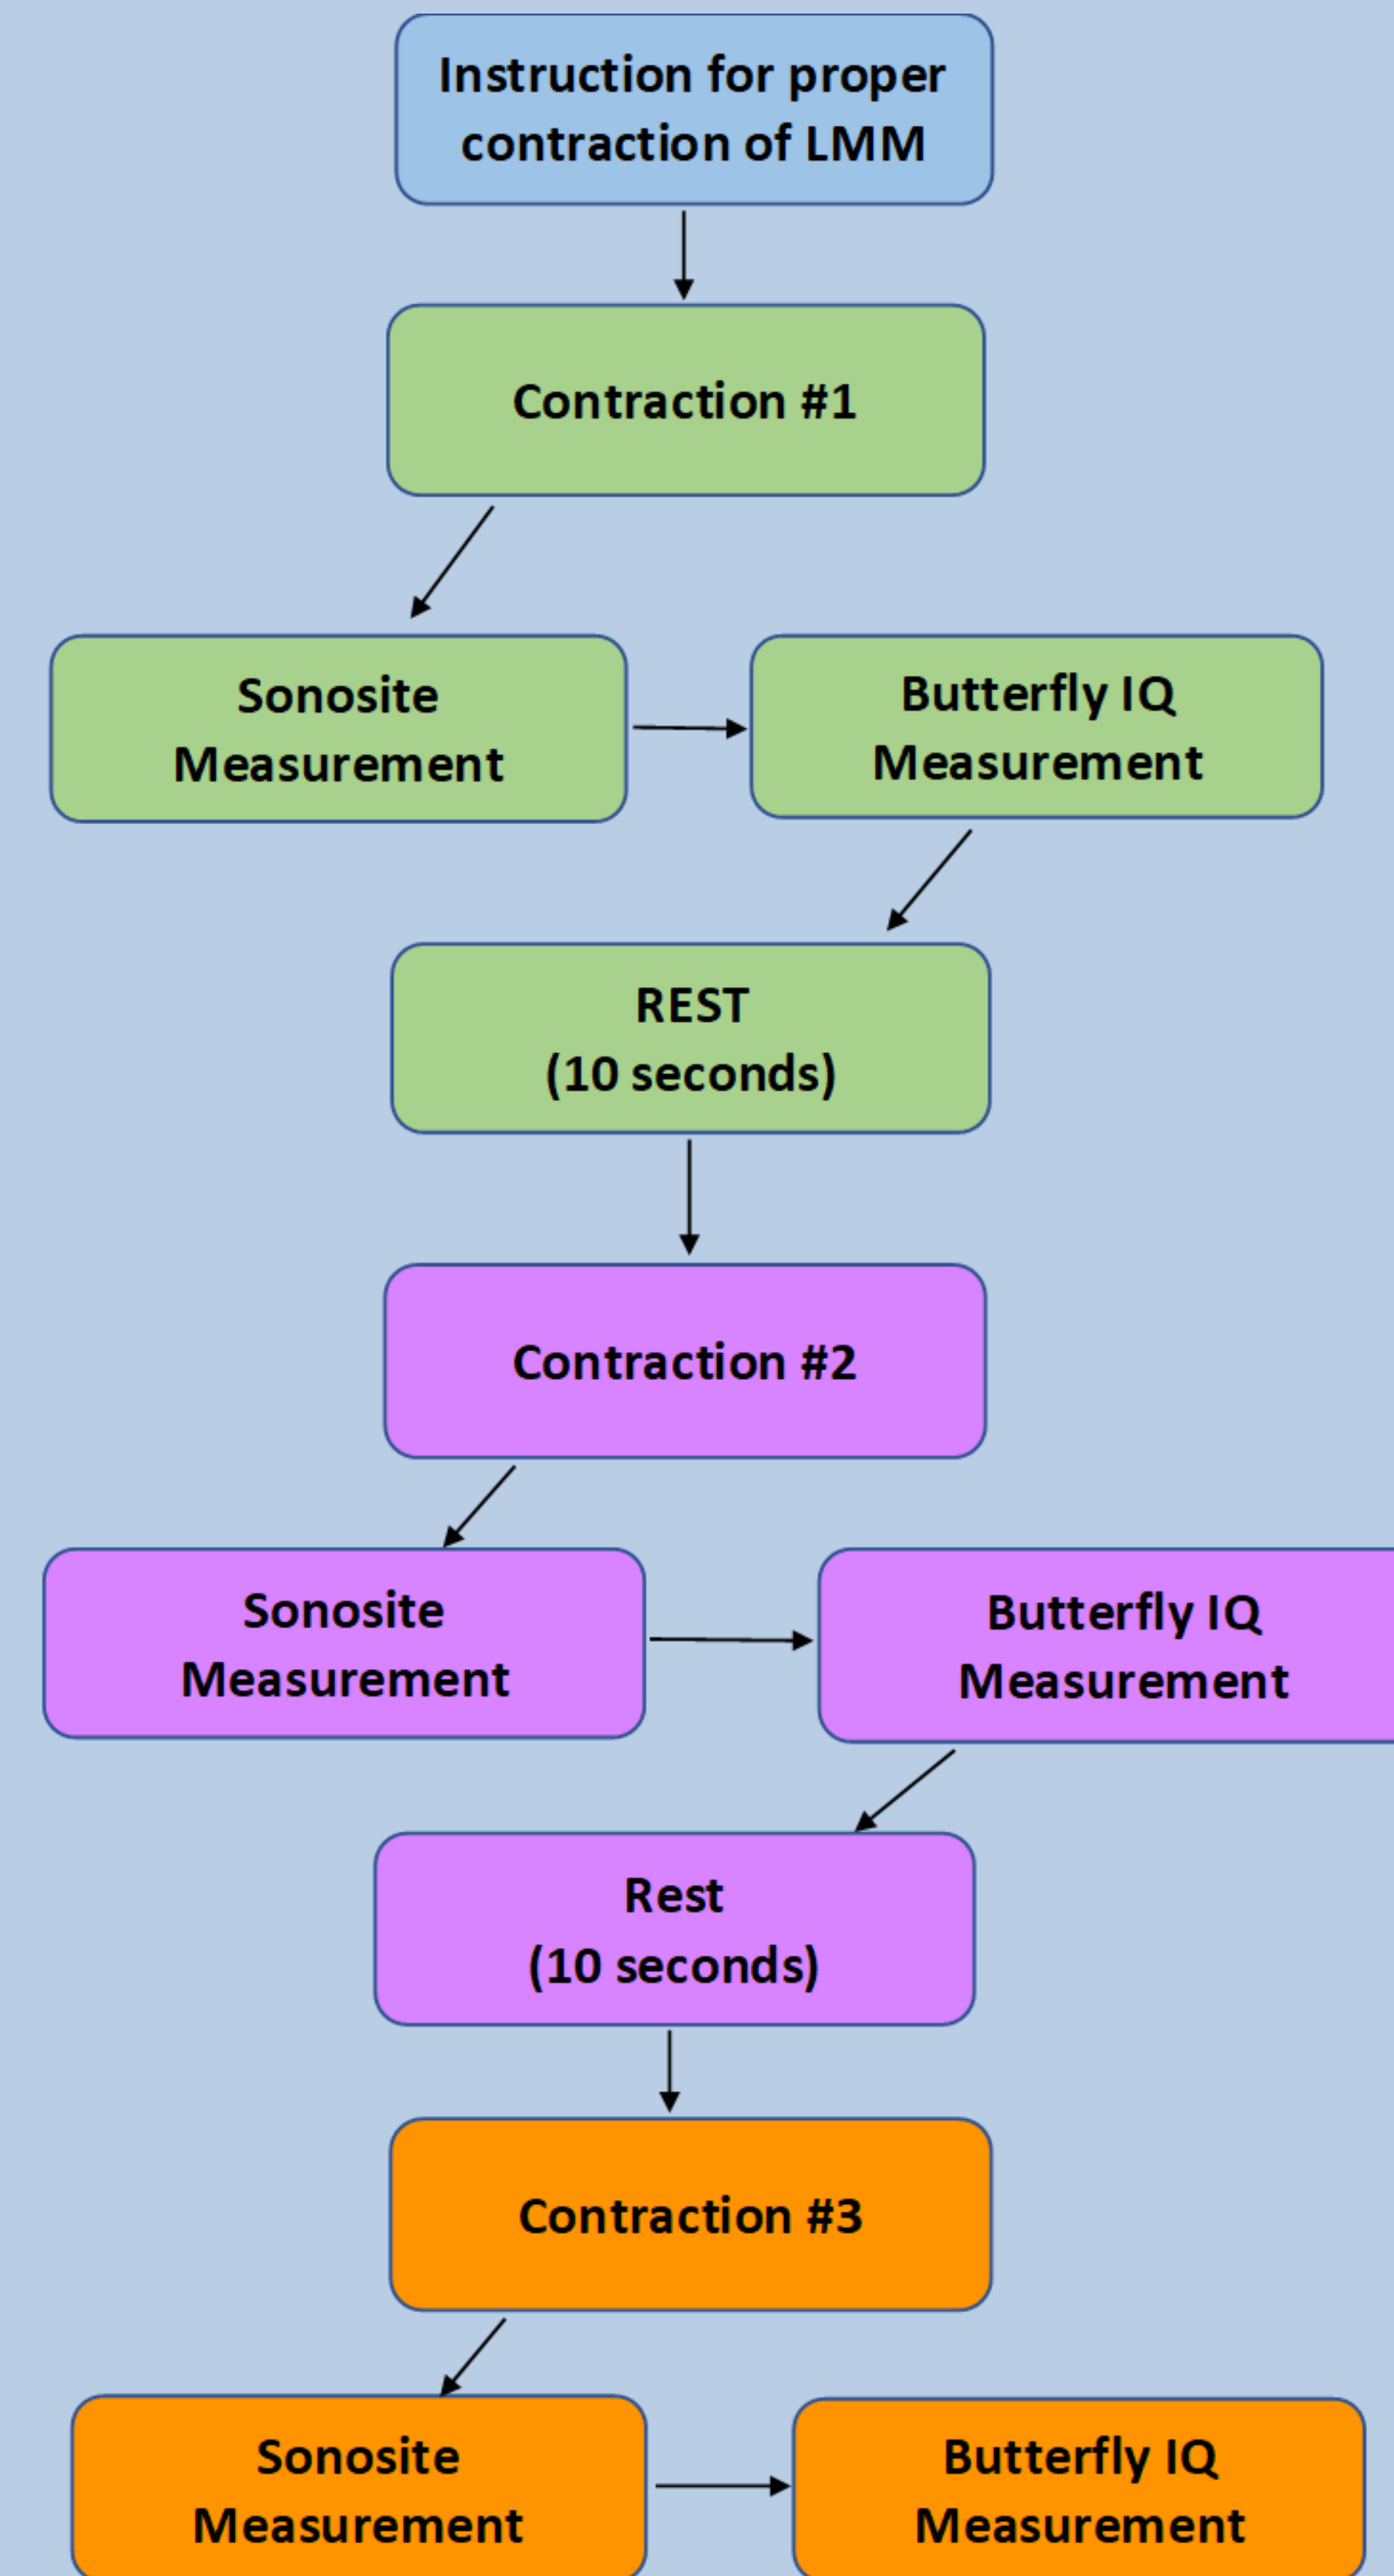 Instruction for proper
contraction of LMM
Contraction #1
Sonosite
Measurement
Butterfly IQ
Measurement
REST
(10 seconds)
Contraction #2
Sonosite
Measurement
Butterfly IQ
Measurement
Rest
(10 seconds)
Contraction #3
Sonosite
Measurement
Butterfly IQ
Measurement